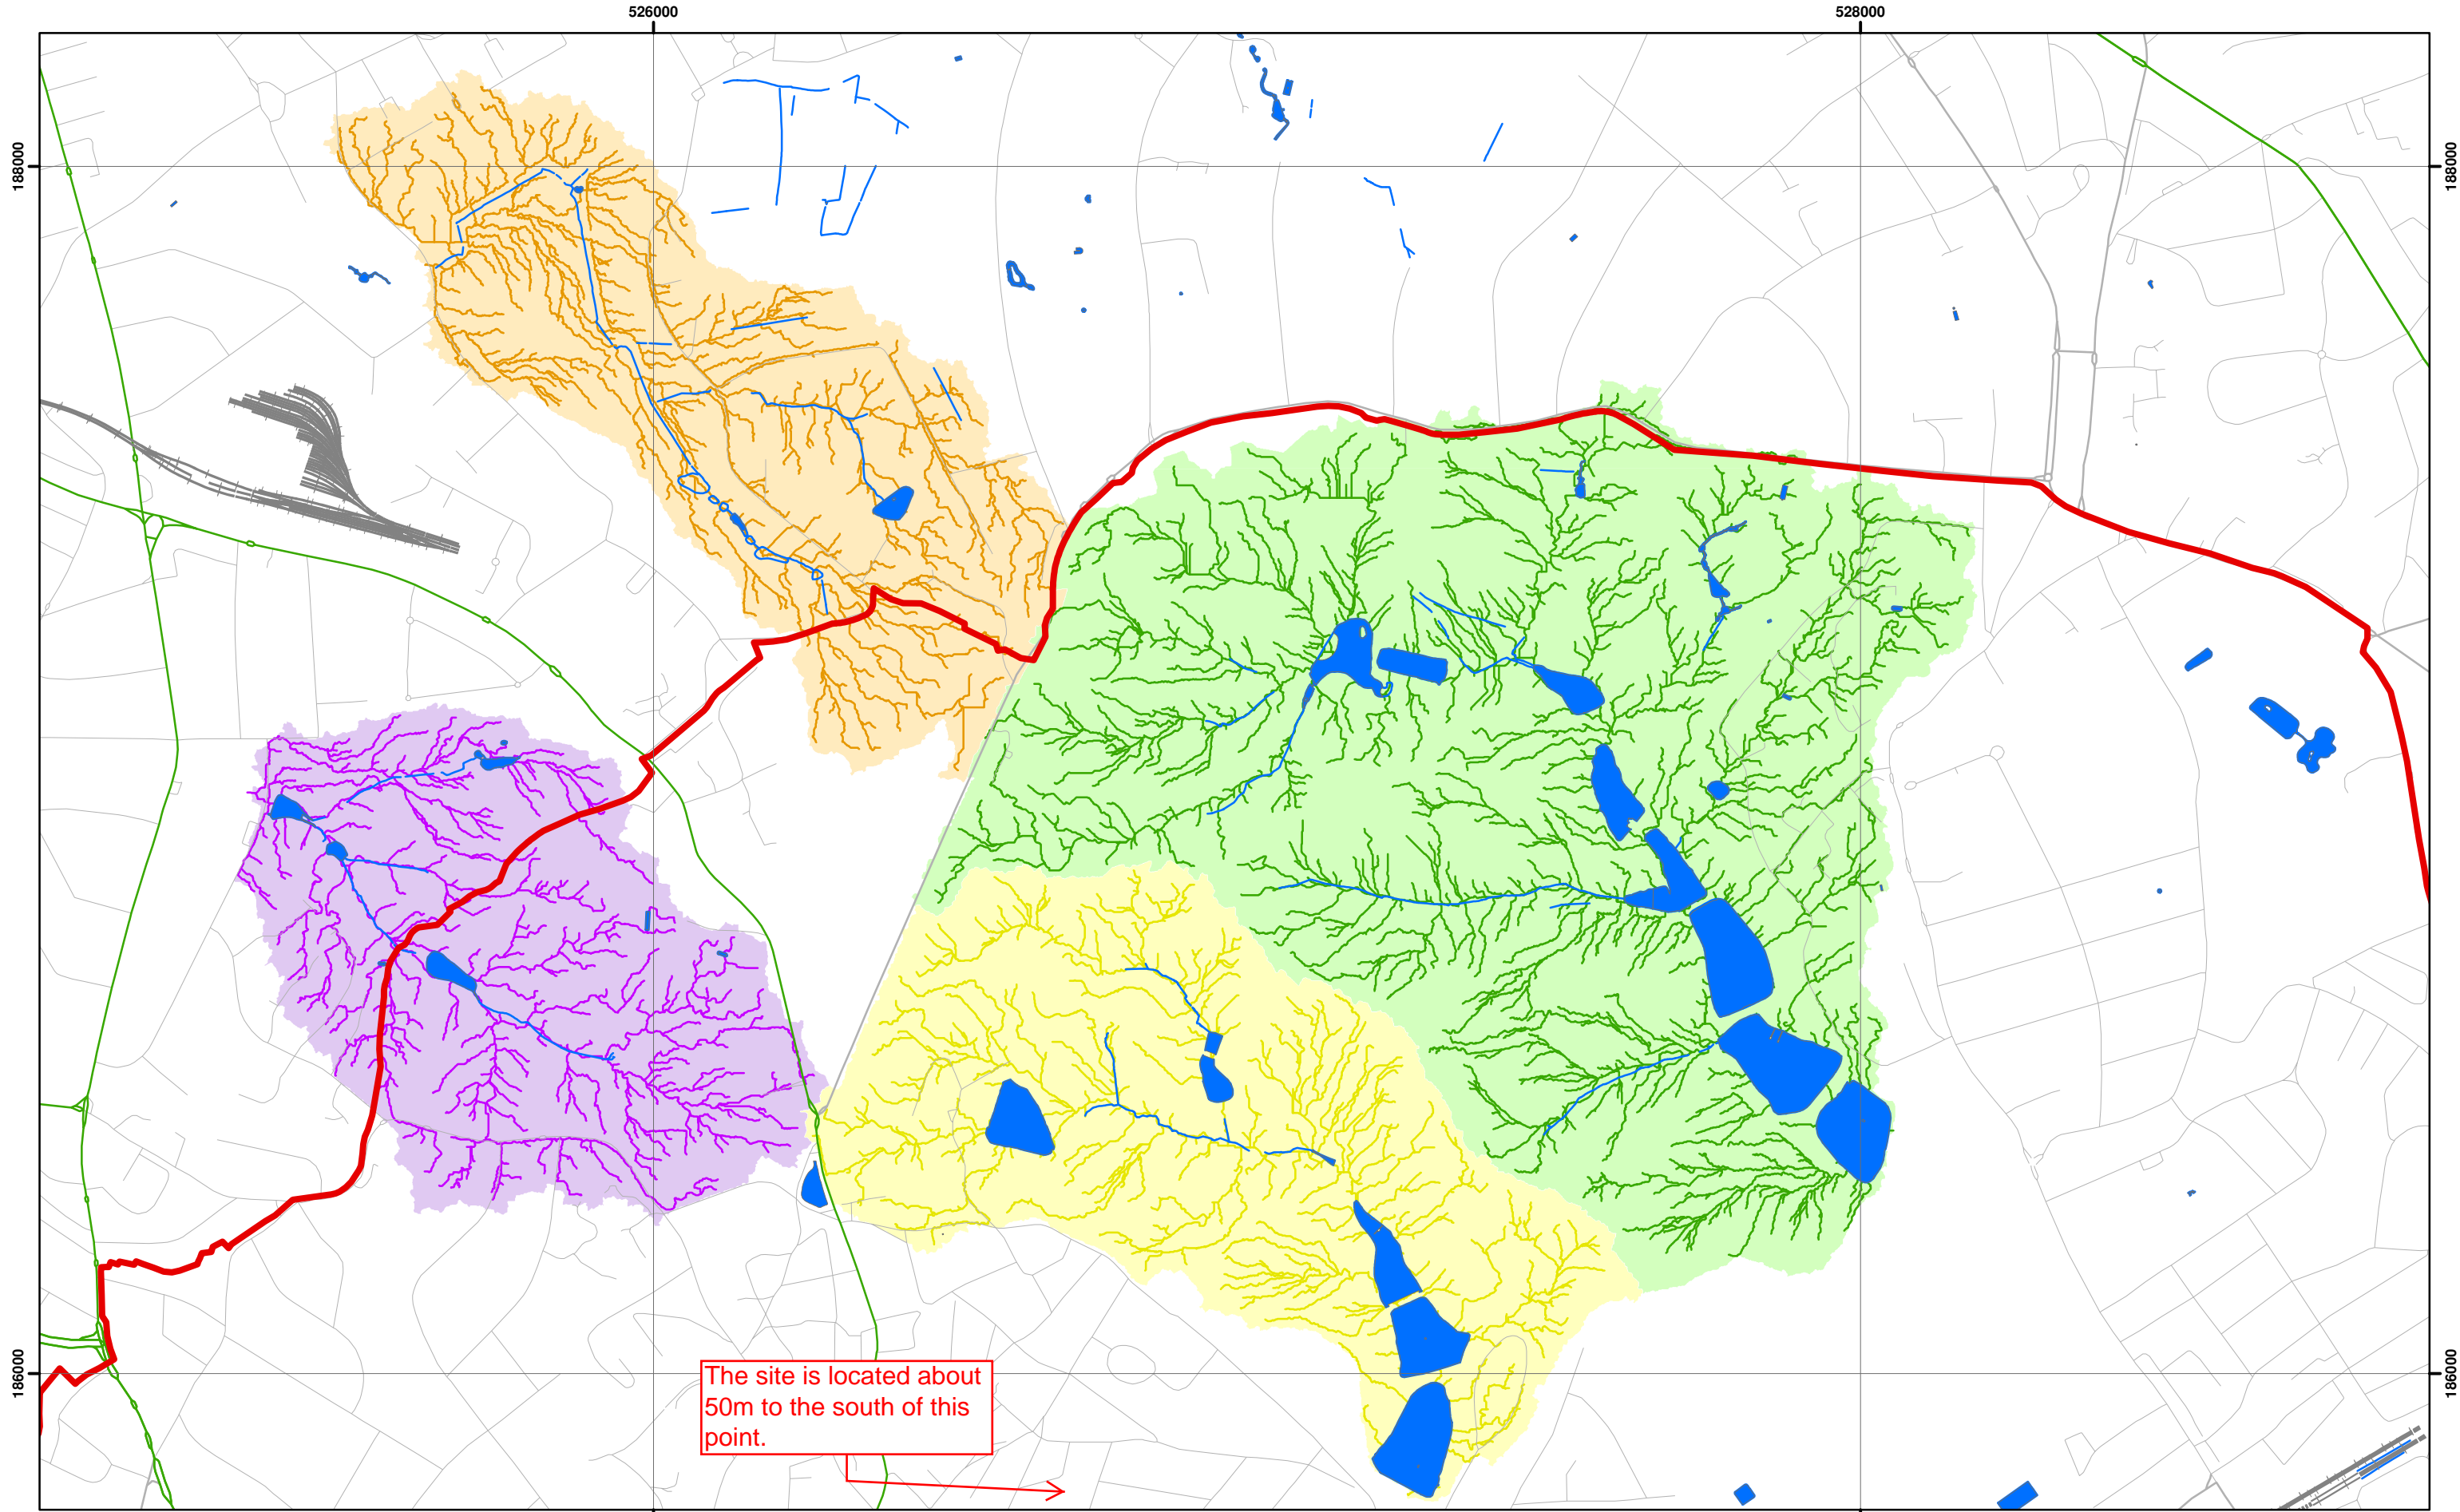 526000
528000
188000
188000
186000
186000
The site is located about
50m to the south of this
point.